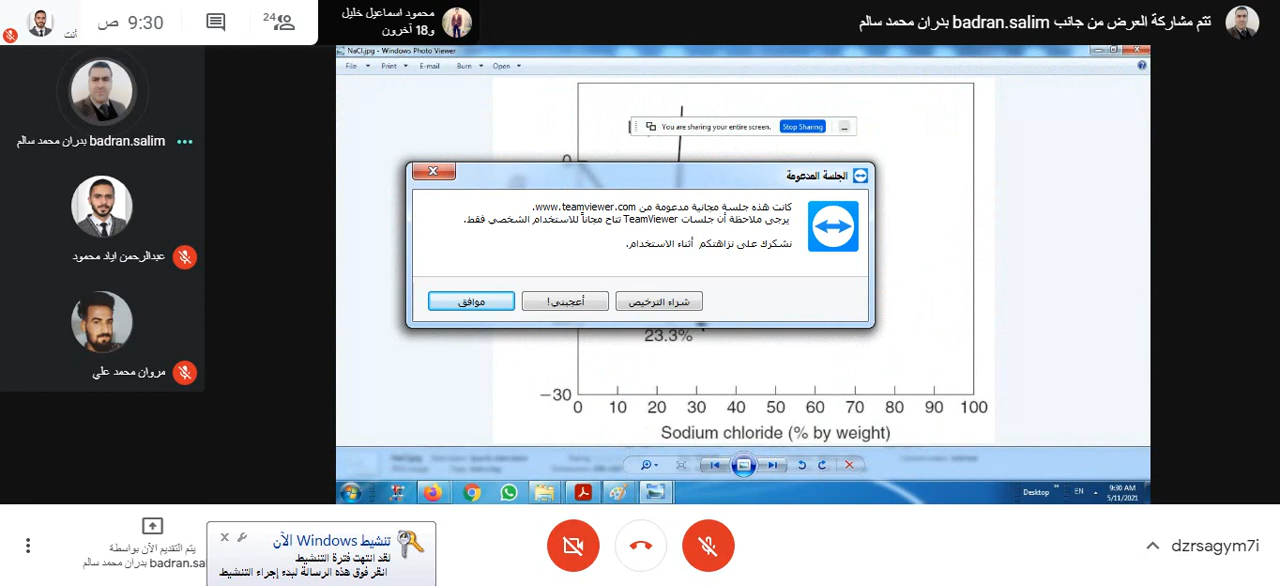 9:30 ص
24
أنت
محمود اسماعيل خليل
و18 آخرون
تتم مشاركة العرض من جانب badran.salim بدران محمد سالم
badran.salim بدران محمد سالم
عبدالرحمن اياد محمود
مروان محمد علي
NaCl.jpg - Windows Photo Viewer
File Print E-mail Burn Open
You are sharing your entire screen. Stop Sharing
0
الجلسة المدعومة
كانت هذه جلسة مجانية مدعومة من www.teamviewer.com.
يرجى ملاحظة أن جلسات TeamViewer تتاح مجاناً للاستخدام الشخصي فقط.
نشكرك على نزاهتكم أثناء الاستخدام.
شراء الترخيص
أعجبني!
موافق
23.3%
−30
0 10 20 30 40 50 60 70 80 90 100
Sodium chloride (% by weight)
Desktop
EN
9:30 AM
5/11/2021
يتم التقديم الآن بواسطة
badran.sa بدران محمد سالم
تنشيط Windows الآن
لقد انتهت فترة التنشيط
انقر فوق هذه الرسالة لبدء إجراء التنشيط
dzrsagym7i